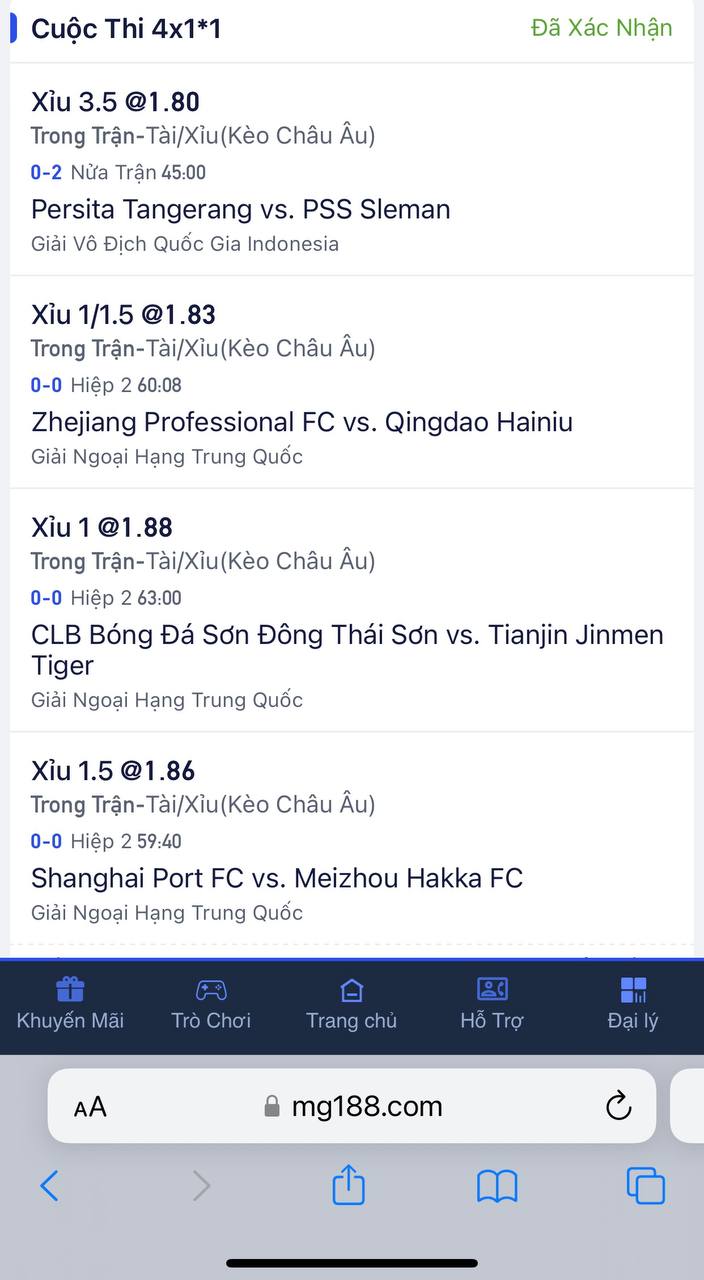 Cuộc Thi 4x1*1 Đã Xác Nhận
Xỉu 3.5 @1.80
Trong Trận-Tài/Xỉu(Kèo Châu Âu)
0-2 Nửa Trận 45:00
Persita Tangerang vs. PSS Sleman
Giải Vô Địch Quốc Gia Indonesia
Xỉu 1/1.5 @1.83
Trong Trận-Tài/Xỉu(Kèo Châu Âu)
0-0 Hiệp 2 60:08
Zhejiang Professional FC vs. Qingdao Hainiu
Giải Ngoại Hạng Trung Quốc
Xỉu 1 @1.88
Trong Trận-Tài/Xỉu(Kèo Châu Âu)
0-0 Hiệp 2 63:00
CLB Bóng Đá Sơn Đông Thái Sơn vs. Tianjin Jinmen
Tiger
Giải Ngoại Hạng Trung Quốc
Xỉu 1.5 @1.86
Trong Trận-Tài/Xỉu(Kèo Châu Âu)
0-0 Hiệp 2 59:40
Shanghai Port FC vs. Meizhou Hakka FC
Giải Ngoại Hạng Trung Quốc
Khuyến Mãi Trò Chơi Trang chủ Hỗ Trợ Đại lý
AA mg188.com